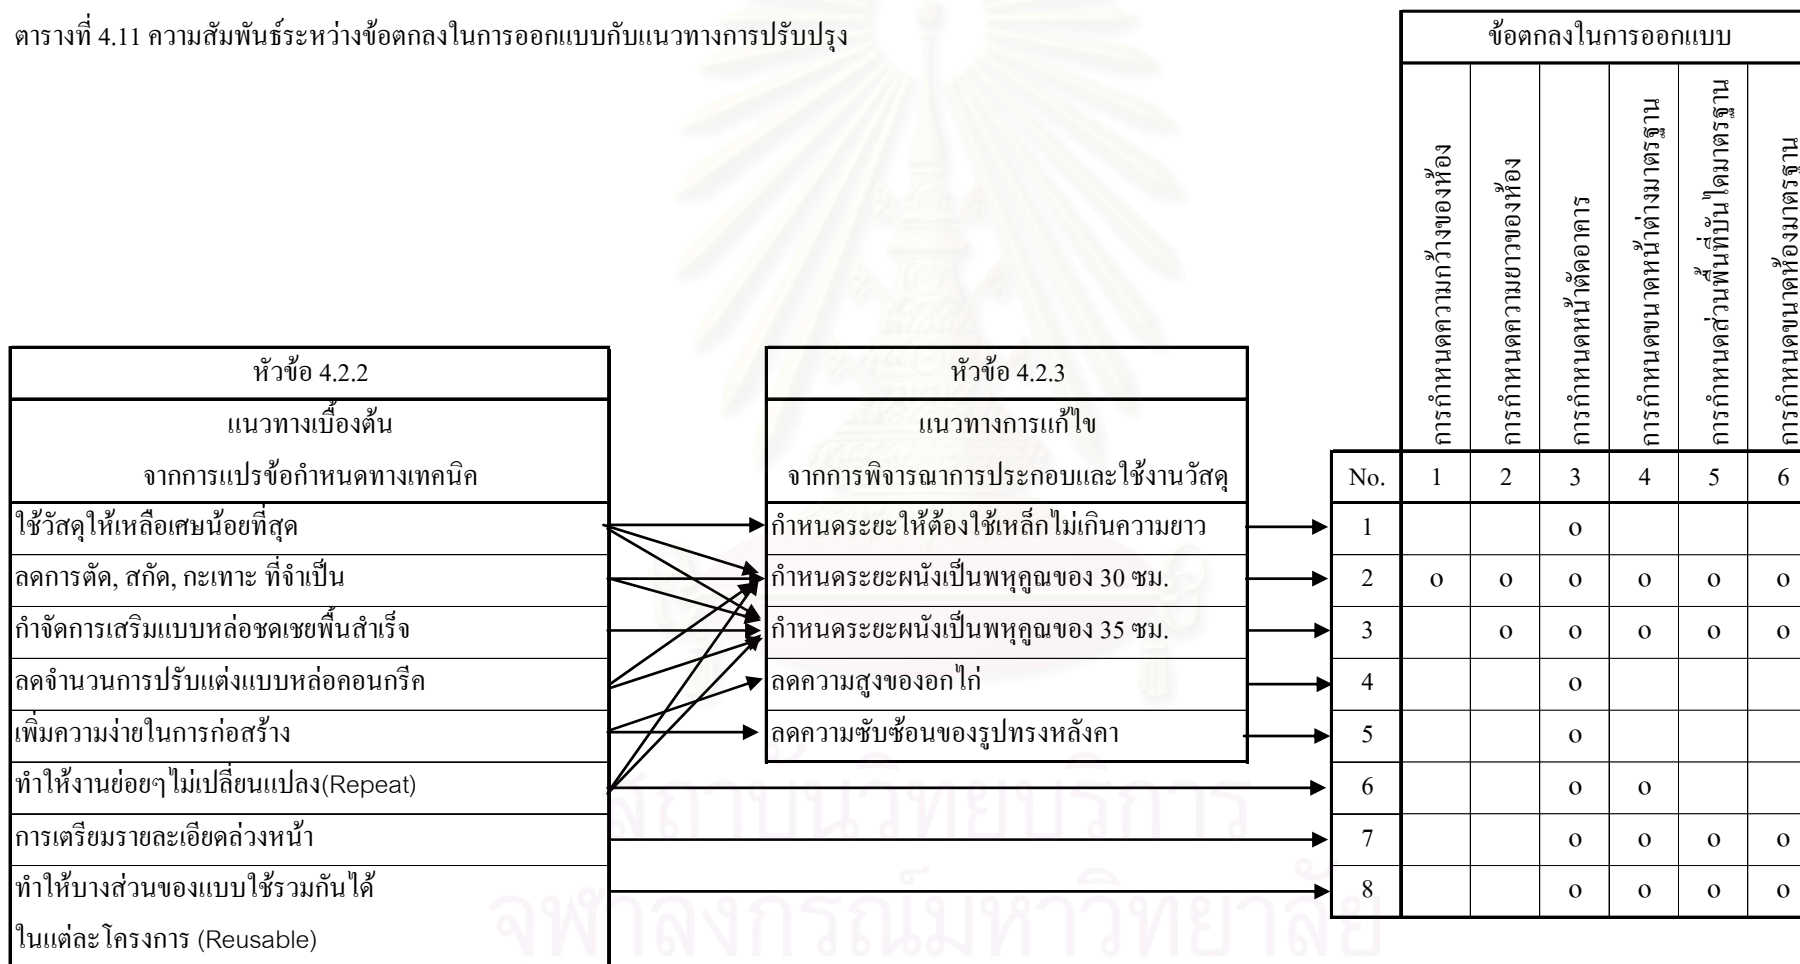 ตารางที่ 4.11 ความสัมพันธ์ระหว่างข้อตกลงในการออกแบบกับแนวทางการปรับปรุง
ข้อตกลงในการออกแบบ
การกำหนดความกว้างของห้อง
การกำหนดความยาวของห้อง
การกำหนดหน้าตัดอาคาร
การกำหนดขนาดหน้าต่างมาตรฐาน
การกำหนดส่วนพื้นที่บันไดมาตรฐาน
การกำหนดขนาดห้องมาตรฐาน
หัวข้อ 4.2.2
แนวทางเบื้องต้น
จากการแปรข้อกำหนดทางเทคนิค
ใช้วัสดุให้เหลือเศษน้อยที่สุด
ลดการตัด, สกัด, กะเทาะ ที่จำเป็น
กำจัดการเสริมแบบหล่อชดเชยพื้นสำเร็จ
ลดจำนวนการปรับแต่งแบบหล่อคอนกรีต
เพิ่มความง่ายในการก่อสร้าง
ทำให้งานย่อยๆ ไม่เปลี่ยนแปลง(Repeat)
การเตรียมรายละเอียดล่วงหน้า
ทำให้บางส่วนของแบบใช้รวมกันได้
ในแต่ละโครงการ (Reusable)
หัวข้อ 4.2.3
แนวทางการแก้ไข
จากการพิจารณาการประกอบและใช้งานวัสดุ
กำหนดระยะให้ต้องใช้เหล็กไม่เกินความยาว
กำหนดระยะผนังเป็นพหุคูณของ 30 ซม.
กำหนดระยะผนังเป็นพหุคูณของ 35 ซม.
ลดความสูงของอกไก่
ลดความซับซ้อนของรูปทรงหลังคา
No. 1 2 3 4 5 6
1 o
2 o o o o o o
3 o o o o o
4 o
5 o
6 o o
7 o o o o
8 o o o o
สถาบันวิทยบริการ
จุฬาลงกรณ์มหาวิทยาลัย